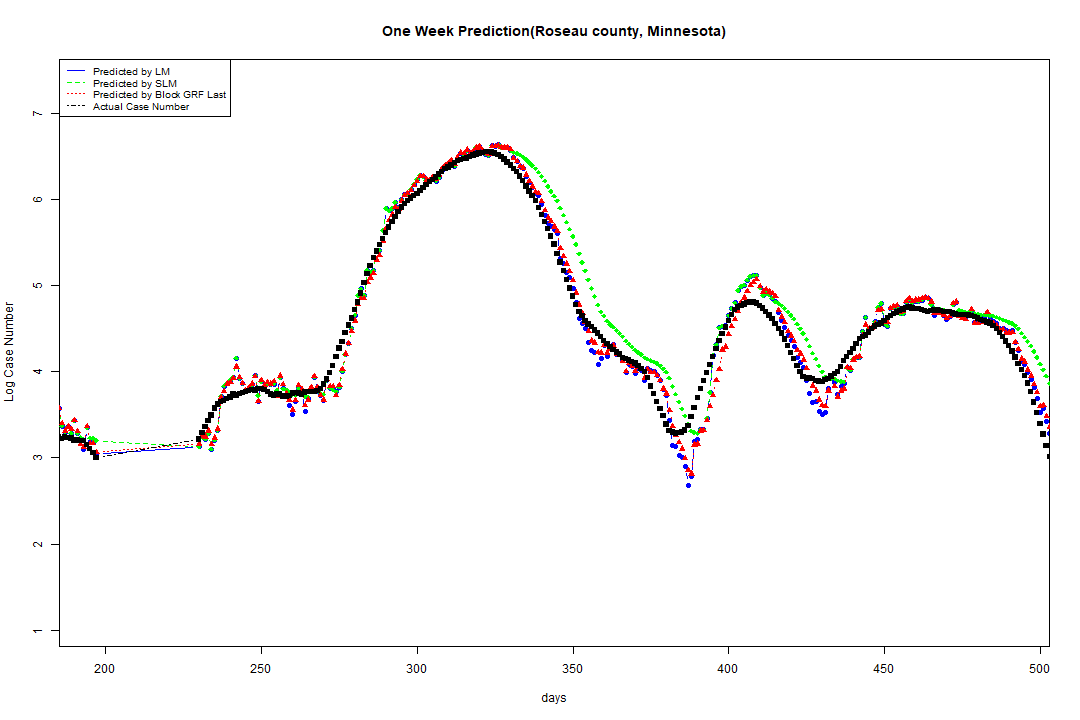 One Week Prediction(Roseau county, Minnesota)
Predicted by LM
Predicted by SLM
Predicted by Block GRF Last
Actual Case Number
7
6
5
4
3
2
1
Log Case Number
200 250 300 350 400 450 500
days